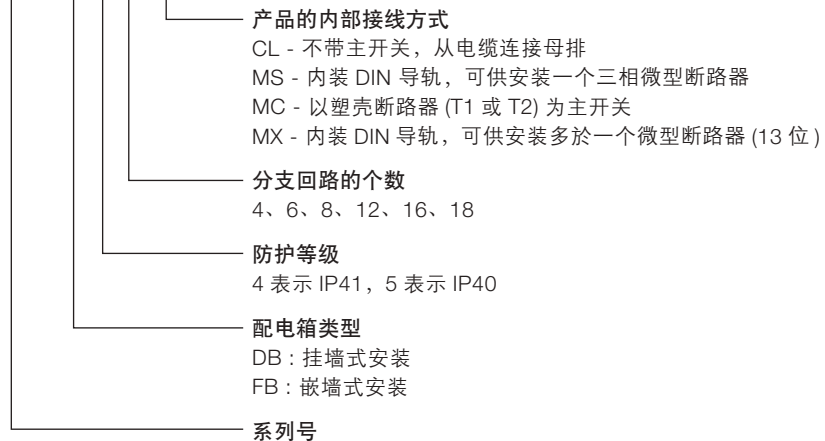 产品的内部接线方式
CL - 不带主开关，从电缆连接母排
MS - 内装 DIN 导轨，可供安装一个三相微型断路器
MC - 以塑壳断路器 (T1 或 T2) 为主开关
MX - 内装 DIN 导轨，可供安装多於一个微型断路器 (13 位 )
分支回路的个数
4、6、8、12、16、18
防护等级
4 表示 IP41，5 表示 IP40
配电箱类型
DB : 挂墙式安装
FB : 嵌墙式安装
系列号